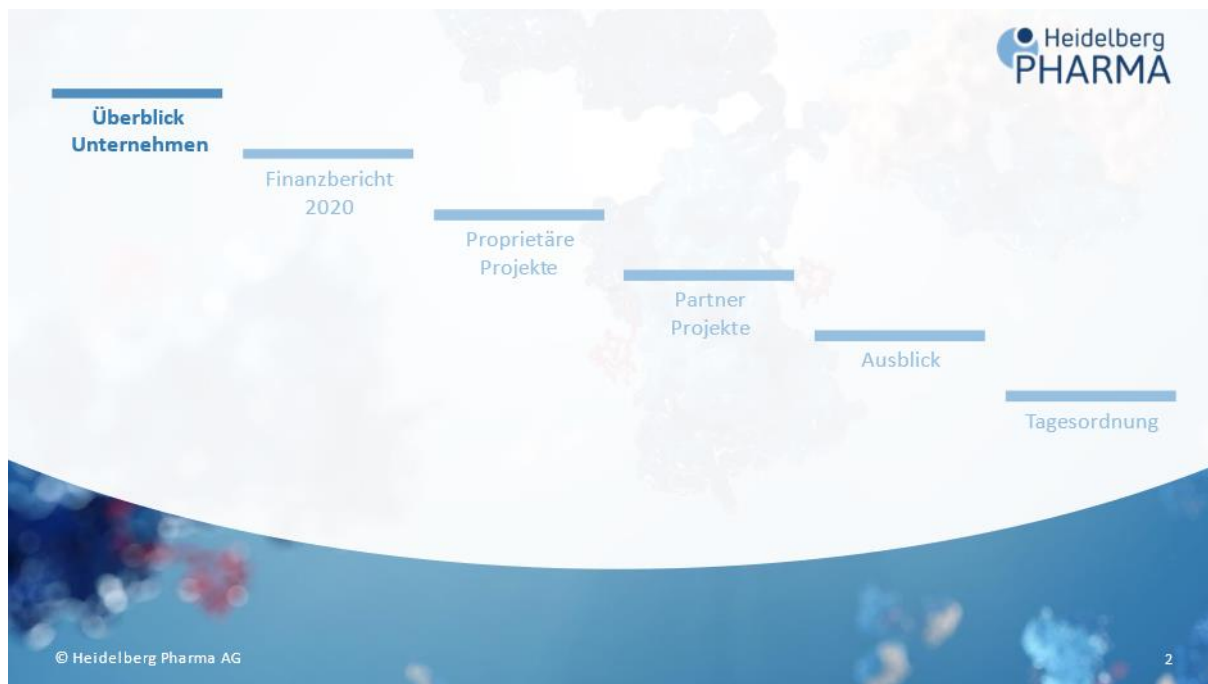 Heidelberg
PHARMA
Überblick
Unternehmen
Finanzbericht
2020
Proprietäre
Projekte
Partner
Projekte
Ausblick
Tagesordnung
© Heidelberg Pharma AG
2